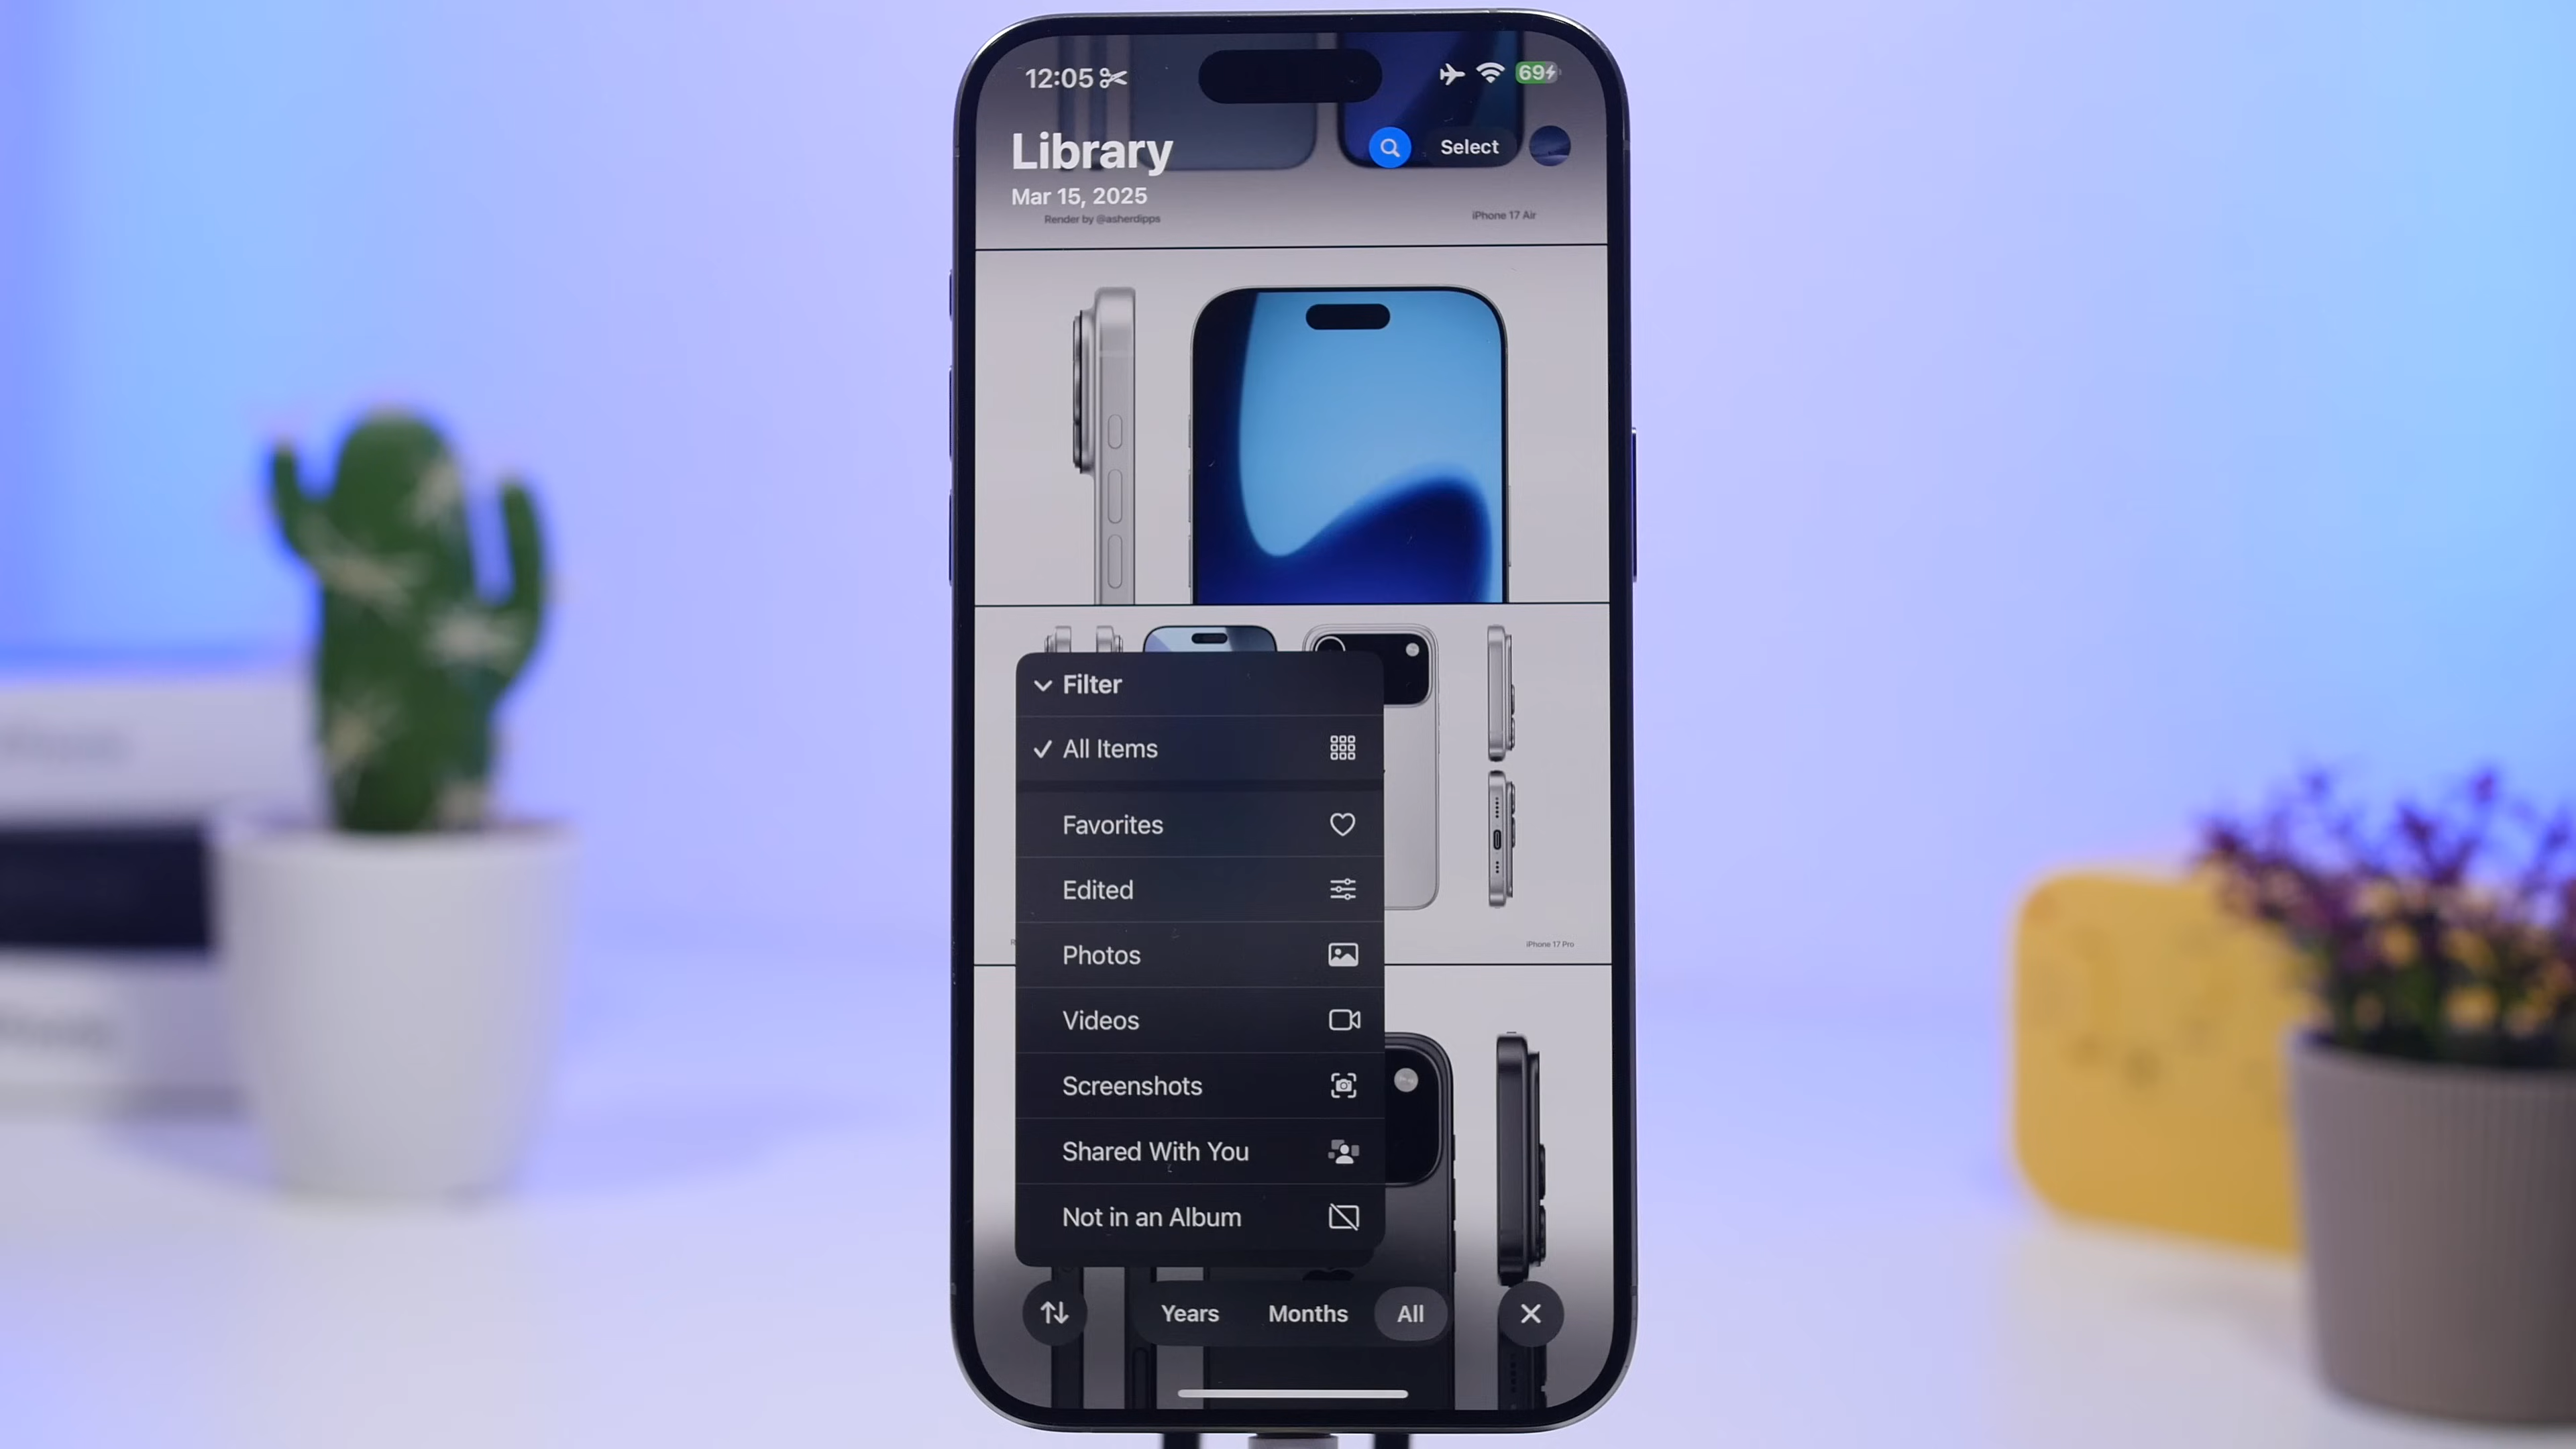 12:05
69
Library
Select
Mar 15, 2025
Render by @asherdipps
iPhone 17 Air
Filter
All Items
Favorites
Edited
iPhone 17 Pro
Photos
Videos
Screenshots
Shared With You
Not in an Album
Years
Months
All